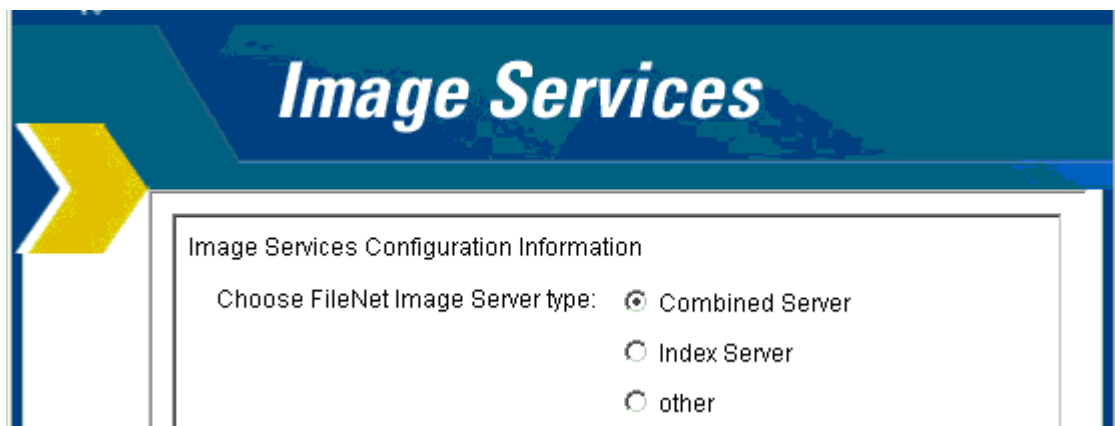 Image Services
Image Services Configuration Information
Choose FileNet Image Server type: Combined Server
Index Server
other